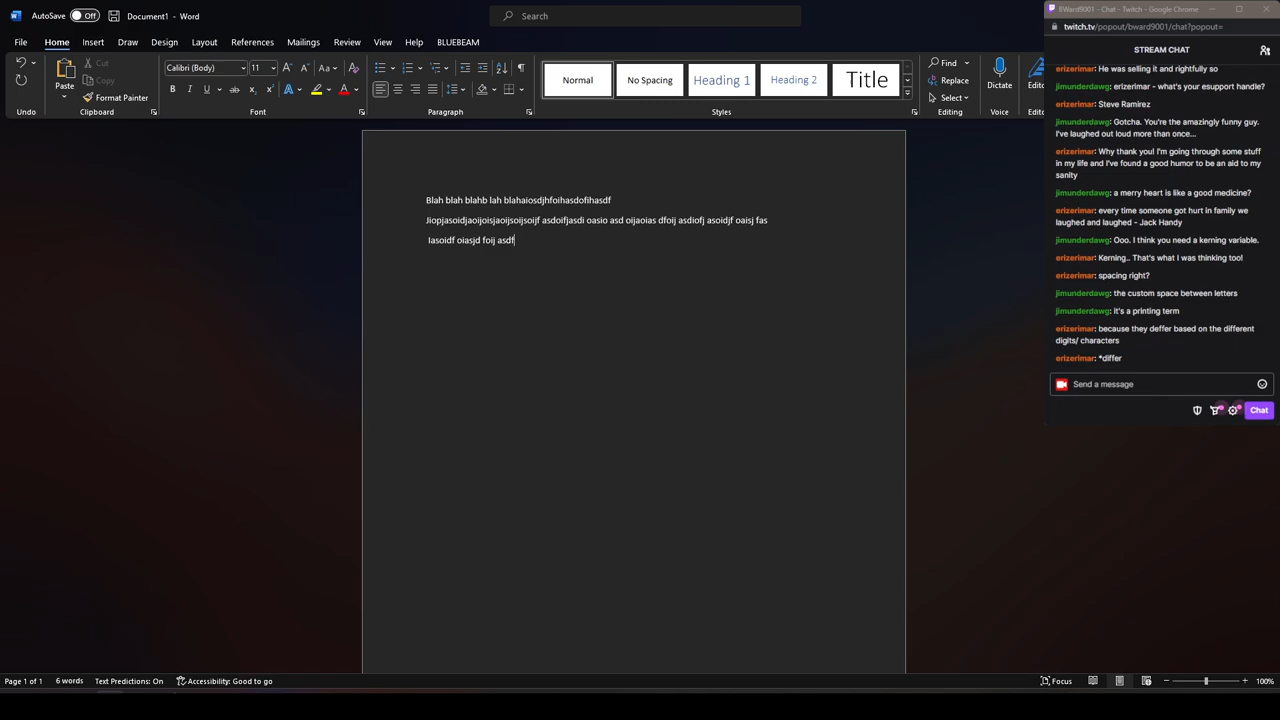 AutoSave Off Document1 - Word Search
BWard9001 - Chat - Twitch - Google Chrome
twitch.tv/popout/bward9001/chat?popout=
File Home Insert Draw Design Layout References Mailings Review View Help BLUEBEAM
STREAM CHAT
Cut
Copy
Paste
Format Painter
Calibri (Body) 11
Normal
No Spacing
Heading 1
Heading 2
Title
Find
Replace
Select
Dictate
Undo Clipboard Font Paragraph Styles Editing Voice
Blah blah blahb lah blahaiosdjhfoihasdofihasdf
Jiopjasoidjaoijoisjaoijsoijsoijf asdoifjasdi oasio asd oijaoias dfoij asdiofj asoidjf oaisj fas
Iasoidf oiasjd foij asdf
erizerimar: He was selling it and rightfully so
jimunderdawg: erizerimar - what's your esupport handle?
erizerimar: Steve Ramirez
jimunderdawg: Gotcha. You're the amazingly funny guy.
I've laughed out loud more than once...
erizerimar: Why thank you! I'm going through some stuff
in my life and I've found a good humor to be an aid to my
sanity
jimunderdawg: a merry heart is like a good medicine?
erizerimar: every time someone got hurt in family we
laughed and laughed - Jack Handy
jimunderdawg: Ooo. I think you need a kerning variable.
erizerimar: Kerning.. That's what I was thinking too!
erizerimar: spacing right?
jimunderdawg: the custom space between letters
jimunderdawg: it's a printing term
erizerimar: because they deffer based on the different
digits/ characters
erizerimar: *differ
Send a message
Chat
Page 1 of 1 6 words Text Predictions: On Accessibility: Good to go Focus 100%